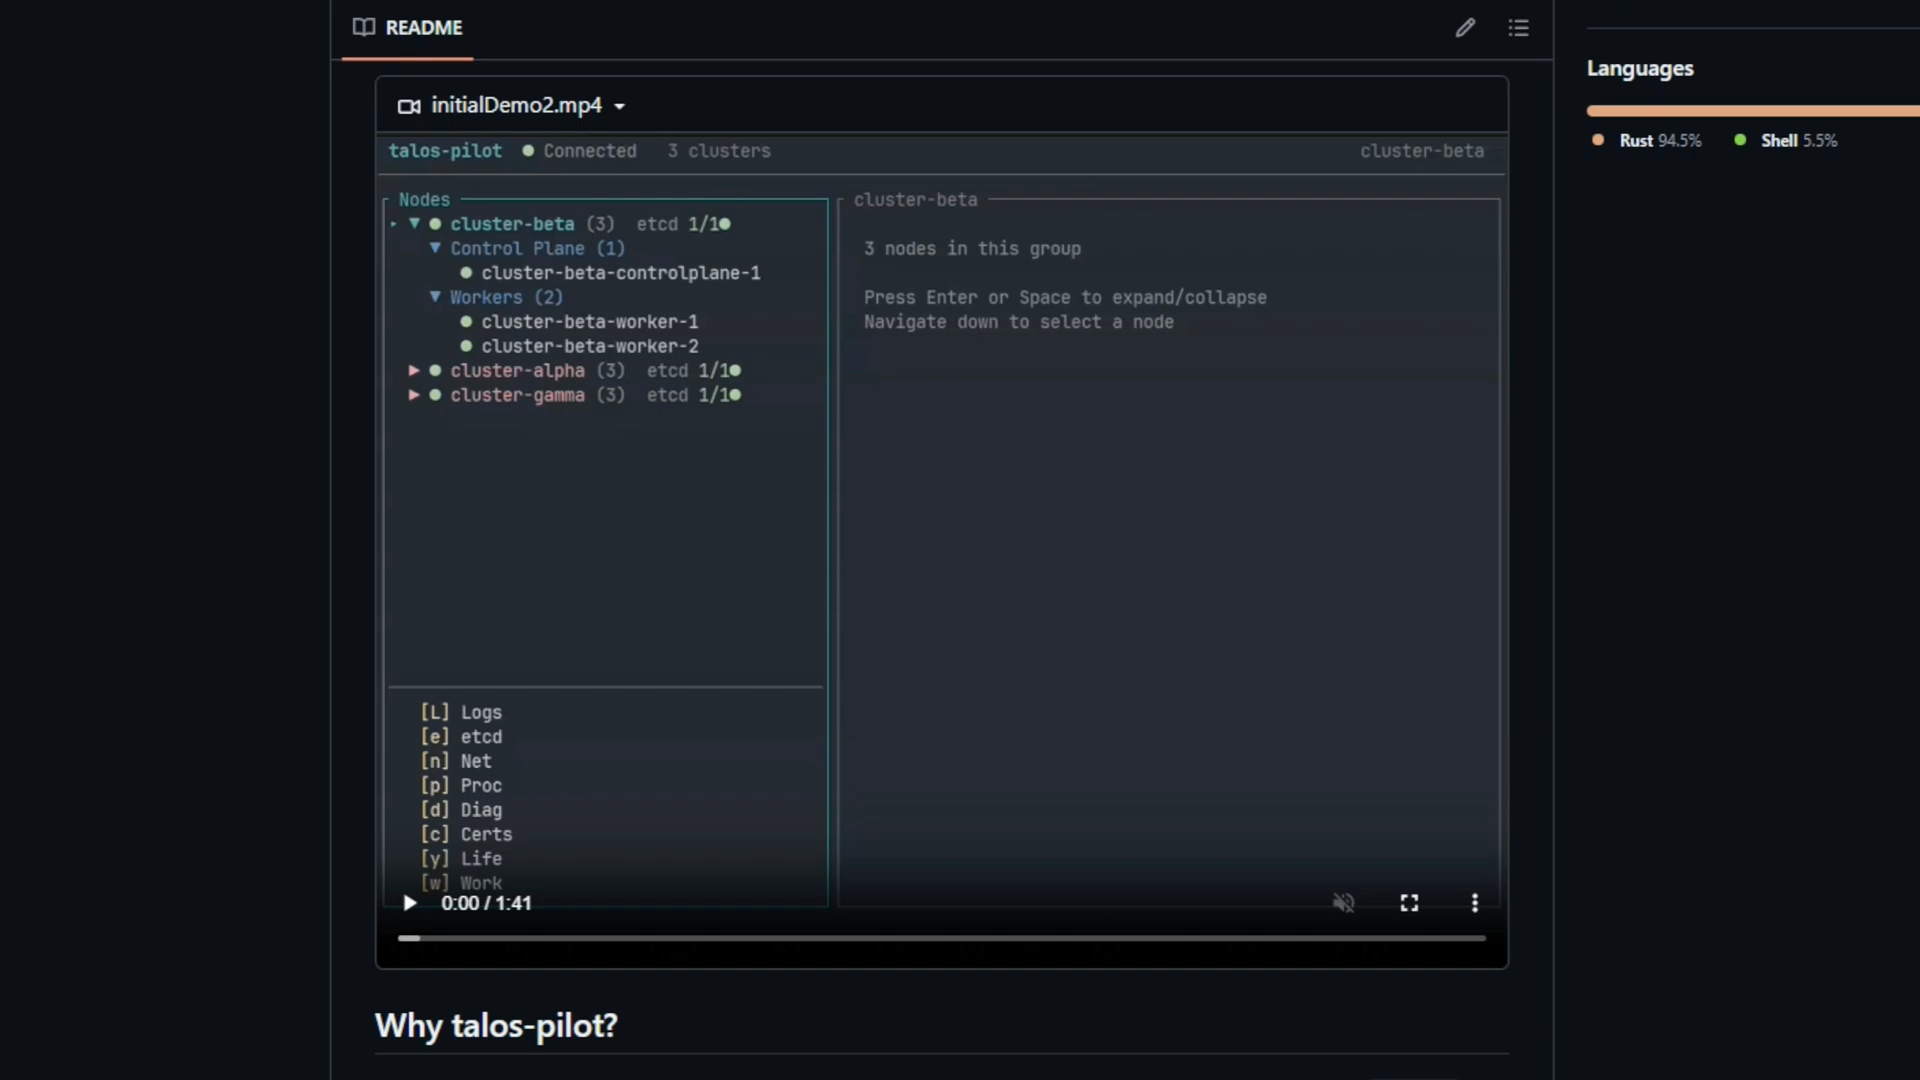 README
Languages
initialDemo2.mp4
Rust 94.5% Shell 5.5%
talos-pilot Connected 3 clusters cluster-beta
Nodes
cluster-beta (3) etcd 1/1
Control Plane (1)
cluster-beta-controlplane-1
Workers (2)
cluster-beta-worker-1
cluster-beta-worker-2
cluster-alpha (3) etcd 1/1
cluster-gamma (3) etcd 1/1
cluster-beta
3 nodes in this group
Press Enter or Space to expand/collapse
Navigate down to select a node
[L] Logs
[e] etcd
[n] Net
[p] Proc
[d] Diag
[c] Certs
[y] Life
[w] Work
0:00 / 1:41
Why talos-pilot?